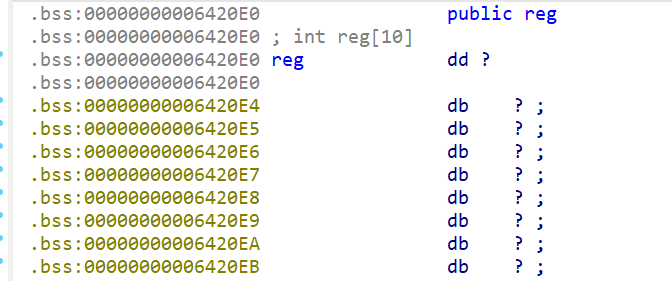 .bss:00000000006420E0 public reg
.bss:00000000006420E0 ; int reg[10]
.bss:00000000006420E0 reg dd ?
.bss:00000000006420E0
.bss:00000000006420E4 db ? ;
.bss:00000000006420E5 db ? ;
.bss:00000000006420E6 db ? ;
.bss:00000000006420E7 db ? ;
.bss:00000000006420E8 db ? ;
.bss:00000000006420E9 db ? ;
.bss:00000000006420EA db ? ;
.bss:00000000006420EB db ? ;